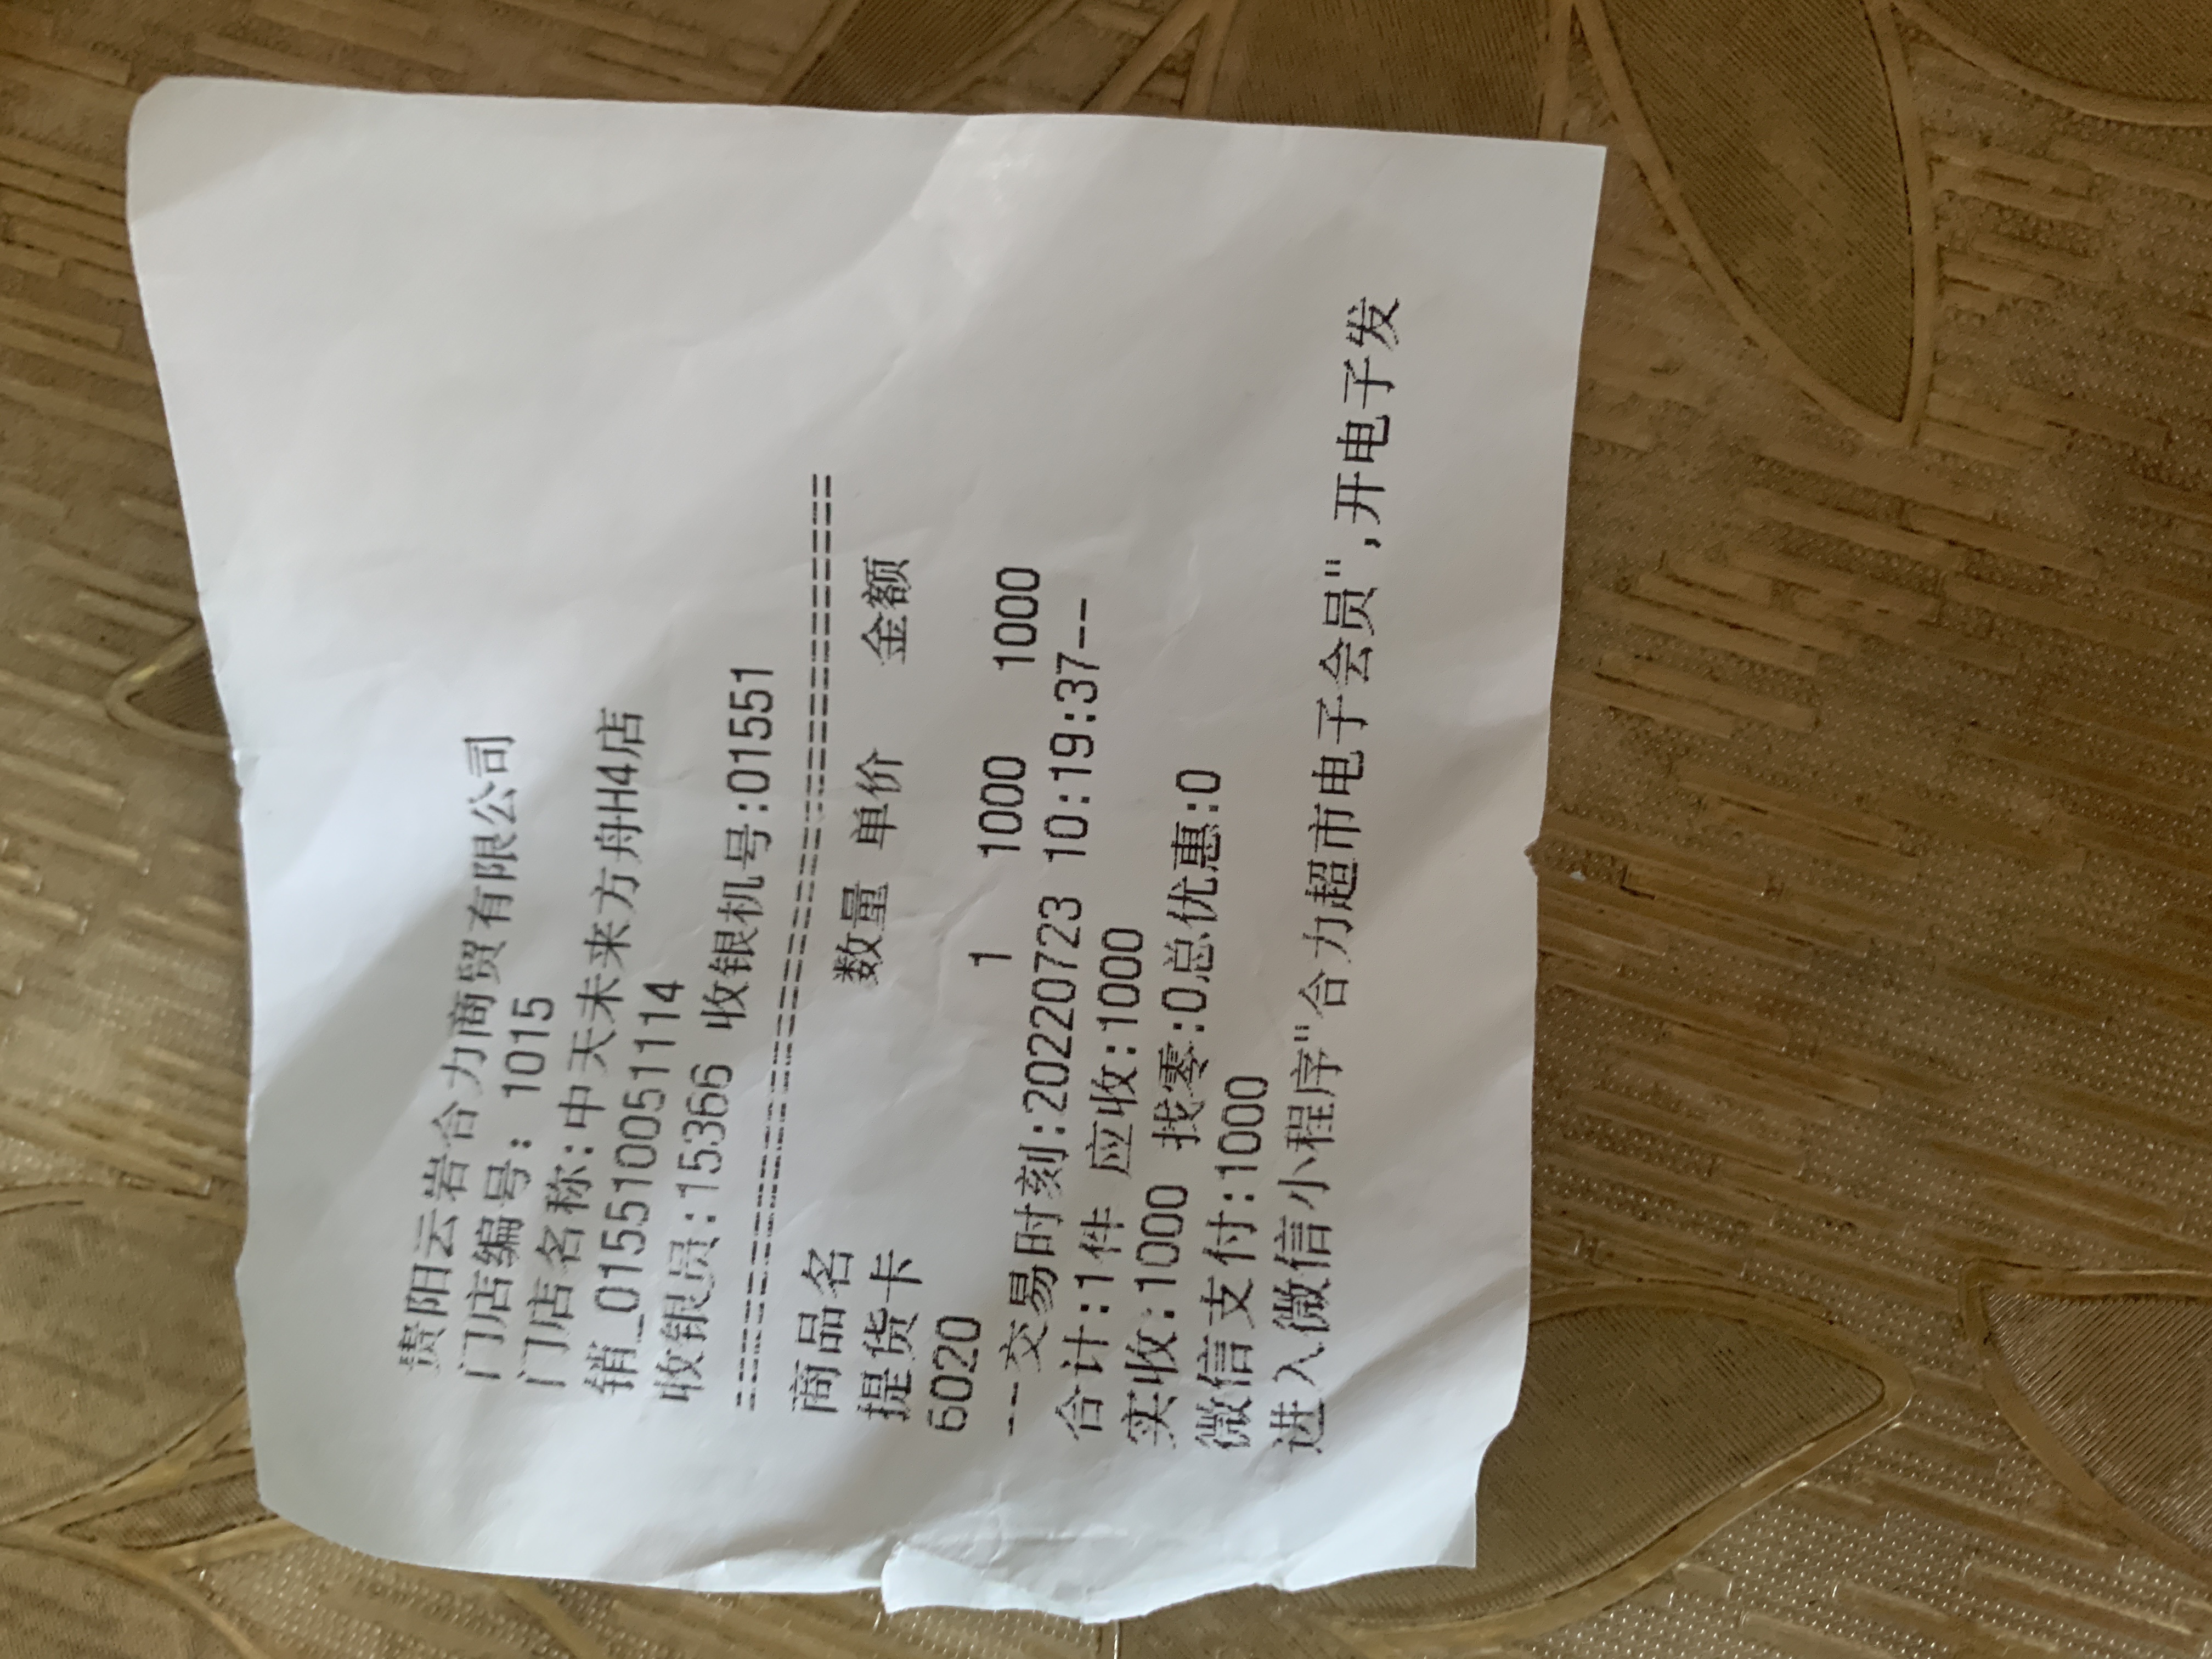 贵阳云岩合力商贸有限公司
门店编号: 1015
门店名称:中天未来方舟H4店
销_015510051114
收银员:15366 收银机号:01551
================================
商品名 数量 单价 金额
提货卡
6020 1 1000 1000
--交易时刻:20220723 10:19:37--
合计:1件 应收:1000
实收:1000 找零:0总优惠:0
微信支付:1000
进入微信小程序"合力超市电子会员",开电子发